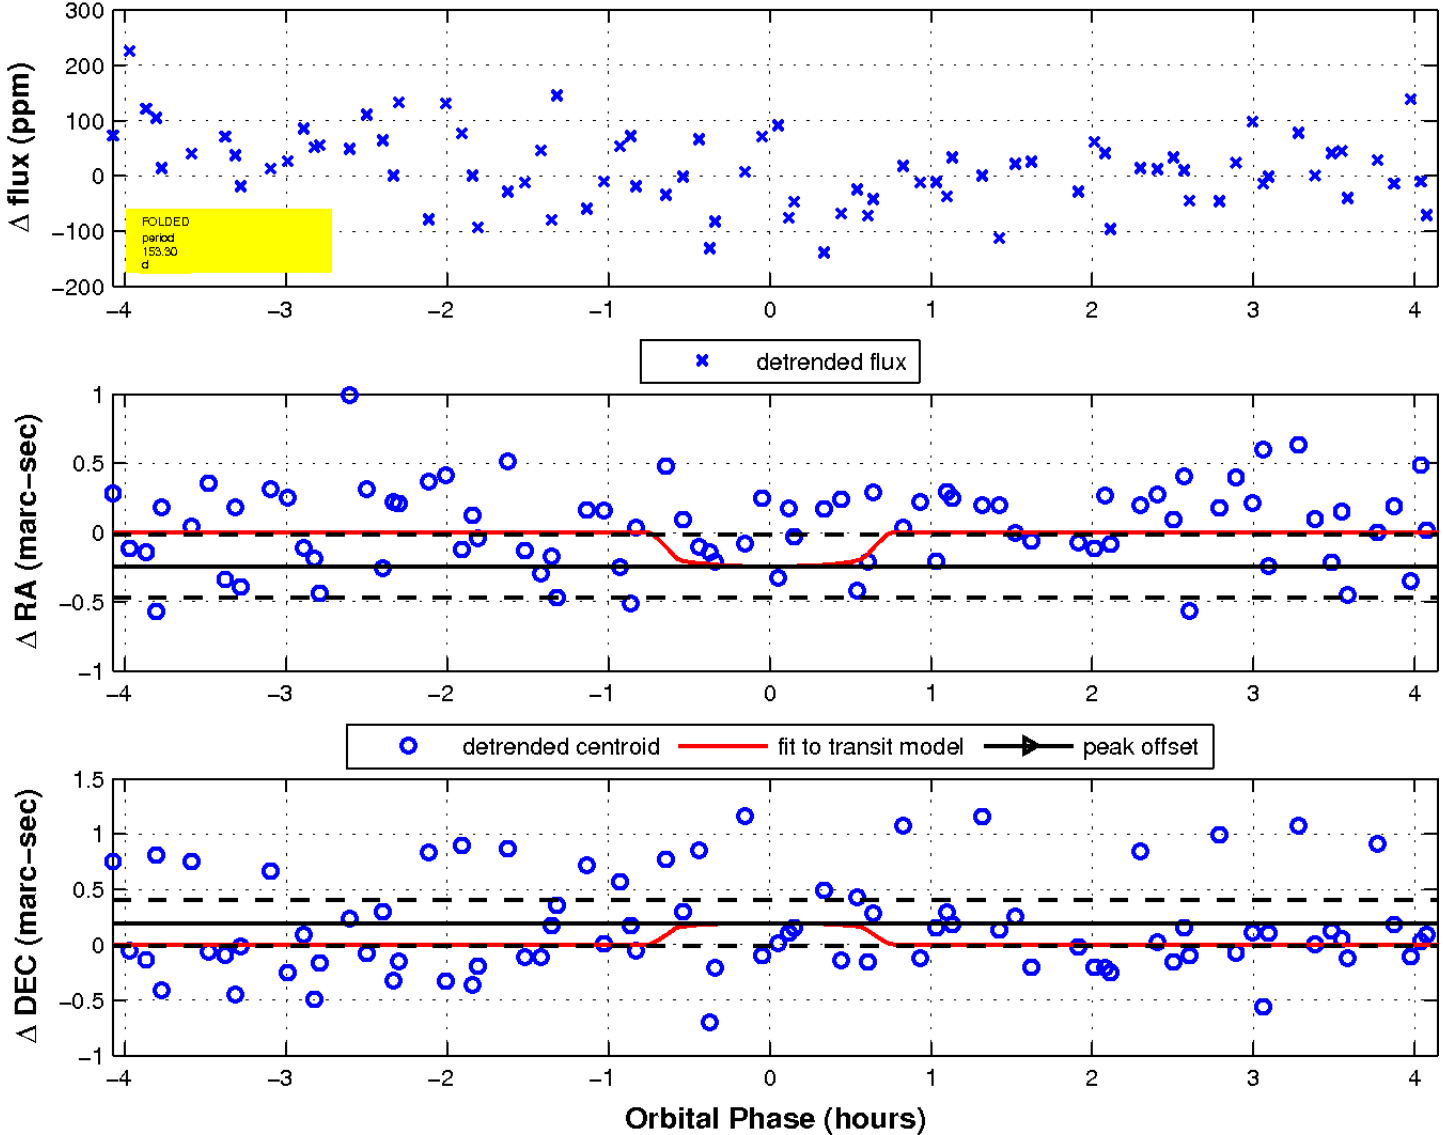 300
200
100
0
−100
−200
Δ flux (ppm)
FOLDED
period
153.30
d
−4 −3 −2 −1 0 1 2 3 4
detrended flux
1
0.5
0
−0.5
−1
Δ RA (marc−sec)
−4 −3 −2 −1 0 1 2 3 4
detrended centroid fit to transit model peak offset
1.5
1
0.5
0
−0.5
−1
Δ DEC (marc−sec)
−4 −3 −2 −1 0 1 2 3 4
Orbital Phase (hours)